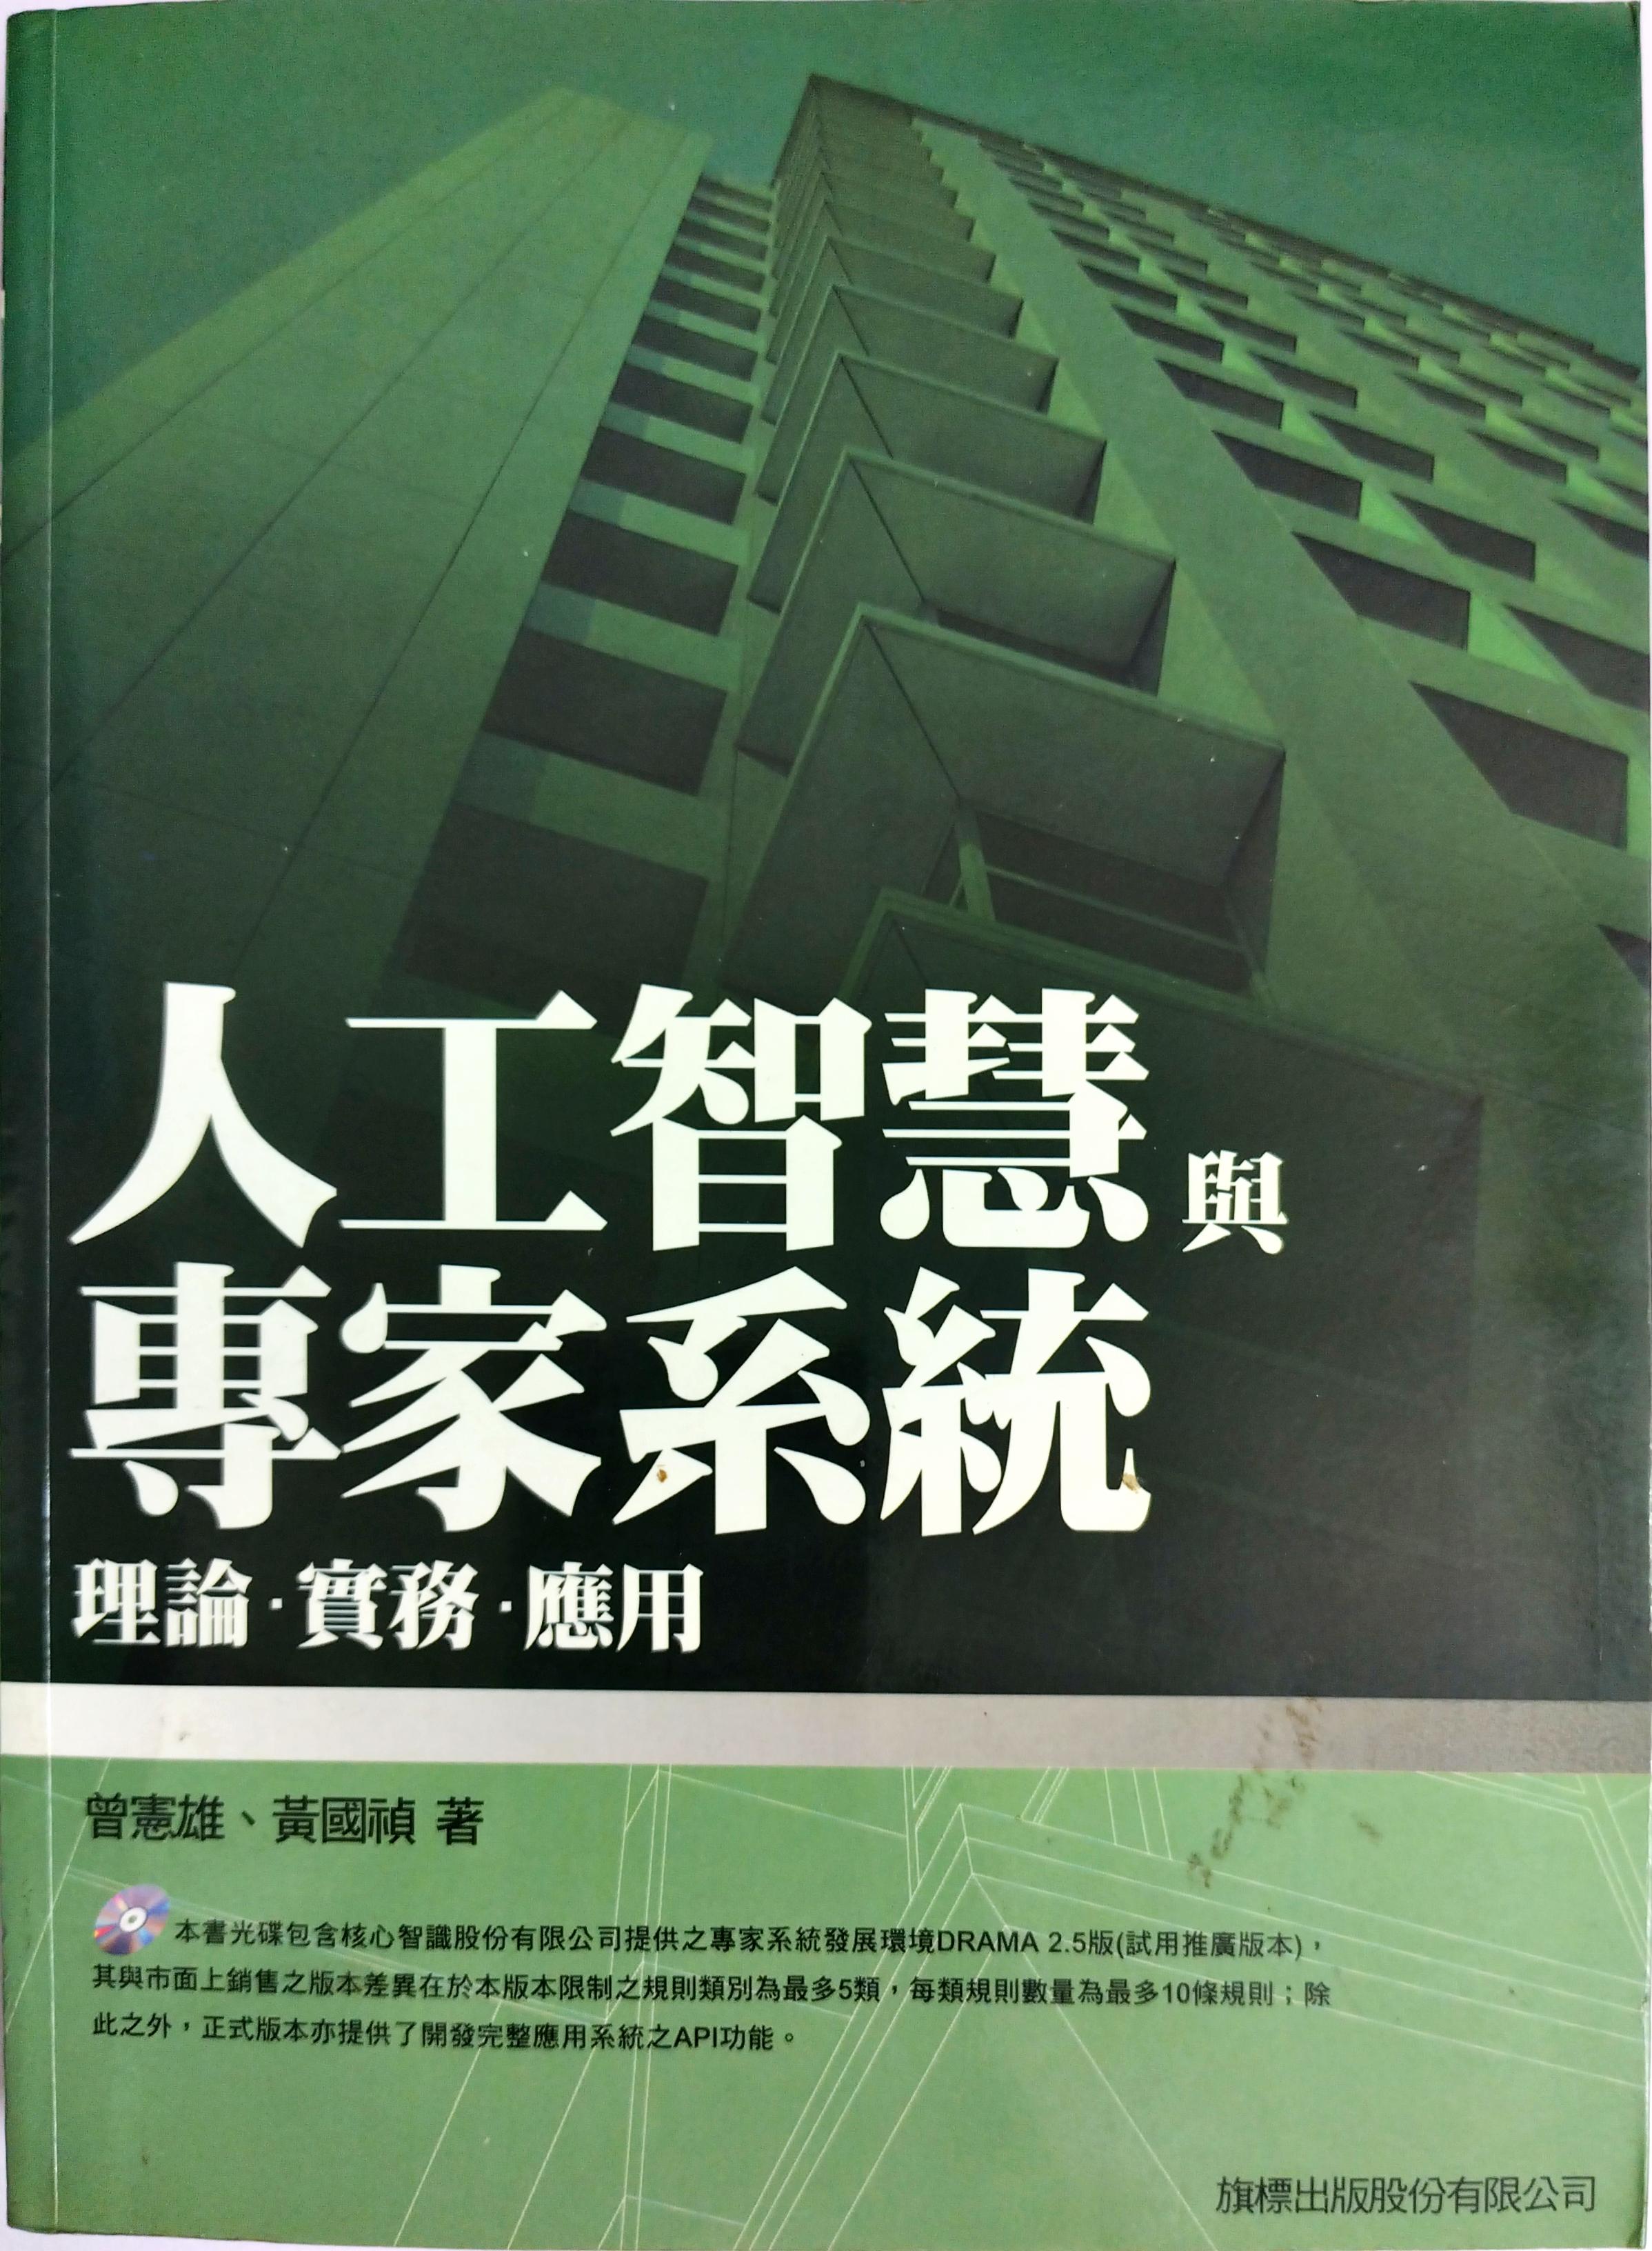 人工智慧與
專家系統
理論·實務·應用
曾憲雄、黃國禎 著
本書光碟包含核心智識股份有限公司提供之專家系統發展環境DRAMA 2.5版(試用推廣版本)，
其與市面上銷售之版本差異在於本版本限制之規則類別為最多5類，每類規則數量為最多10條規則；除
此之外，正式版本亦提供了開發完整應用系統之API功能。
旗標出版股份有限公司